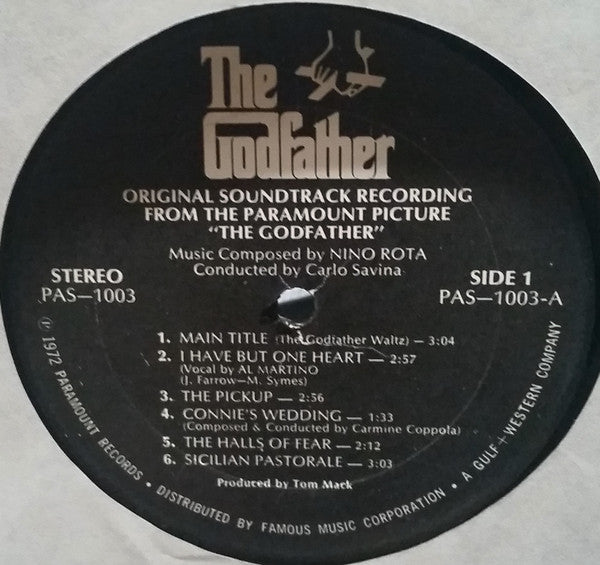 The
Godfather
ORIGINAL SOUNDTRACK RECORDING
FROM THE PARAMOUNT PICTURE
"THE GODFATHER"
Music Composed by NINO ROTA
Conducted by Carlo Savina
STEREO
PAS—1003
SIDE 1
PAS—1003-A
1. MAIN TITLE (The Godfather Waltz) — 3:04
2. I HAVE BUT ONE HEART — 2:57
(Vocal by AL MARTINO
(J. Farrow—M. Symes)
3. THE PICKUP — 2:56
4. CONNIE'S WEDDING — 1:33
(Composed & Conducted by Carmine Coppola)
5. THE HALLS OF FEAR — 2:12
6. SICILIAN PASTORALE — 3:03
Produced by Tom Mack
℗ 1972 PARAMOUNT RECORDS • DISTRIBUTED BY FAMOUS MUSIC CORPORATION • A GULF + WESTERN COMPANY